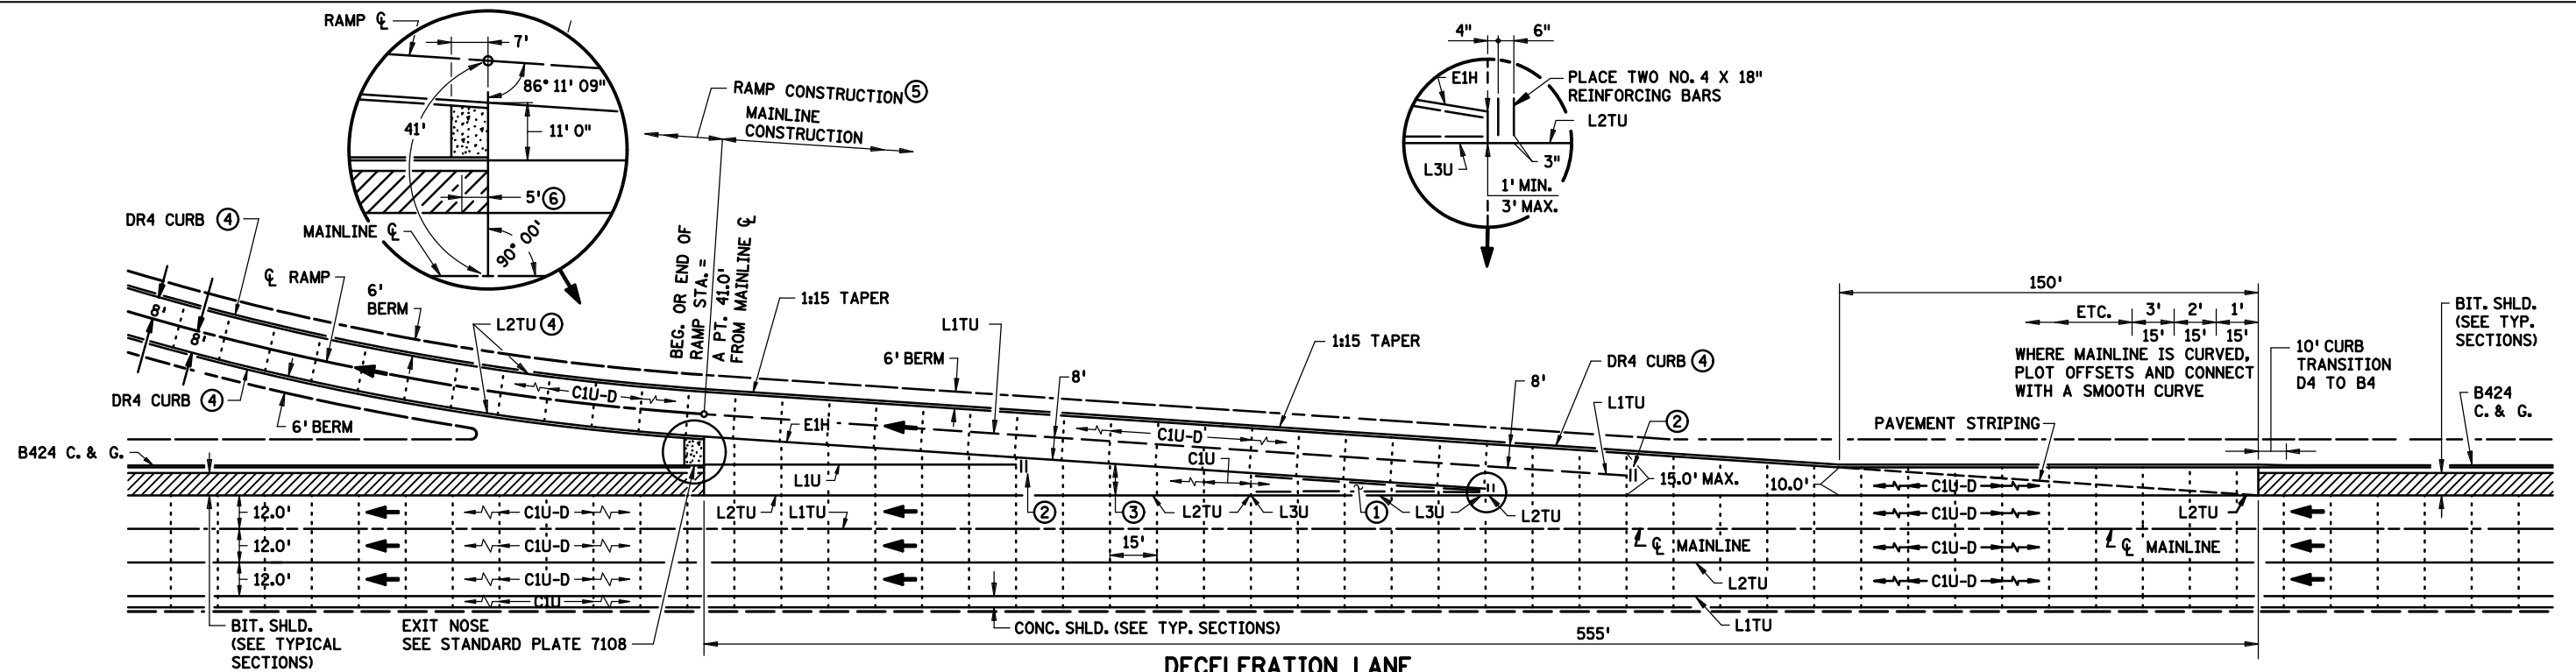 RAMP ℄
7'
86° 11' 09"
41'
11' 0"
5' ⑥
MAINLINE ℄
90° 00'
RAMP CONSTRUCTION ⑤
MAINLINE
CONSTRUCTION
4"
6"
E1H
PLACE TWO NO. 4 X 18"
REINFORCING BARS
L2TU
L3U
3"
1' MIN.
3' MAX.
DR4 CURB ④
℄ RAMP
6'
BERM
8'
8'
L2TU ④
BEG. OR END OF
RAMP STA. =
A PT. 41.0'
FROM MAINLINE ℄
1:15 TAPER
L1TU
6' BERM
8'
1:15 TAPER
8'
DR4 CURB ④
L1TU
②
150'
ETC.
3'
2'
1'
15'
15'
15'
WHERE MAINLINE IS CURVED,
PLOT OFFSETS AND CONNECT
WITH A SMOOTH CURVE
BIT. SHLD.
(SEE TYP.
SECTIONS)
10' CURB
TRANSITION
D4 TO B4
B424
C. & G.
PAVEMENT STRIPING
DR4 CURB ④
6' BERM
B424 C. & G.
C1U-D
E1H
C1U-D
C1U
L1U
15.0' MAX.
10.0'
C1U-D
L2TU
L1TU
②
③
L2TU
L3U
①
L3U
L2TU
L2TU
12.0'
C1U-D
C1U-D
12.0'
C1U-D
15'
℄ MAINLINE
C1U-D
℄ MAINLINE
12.0'
C1U-D
L2TU
C1U-D
C1U
BIT. SHLD.
(SEE TYPICAL
SECTIONS)
EXIT NOSE
SEE STANDARD PLATE 7108
CONC. SHLD. (SEE TYP. SECTIONS)
555'
L1TU
DECELERATION LANE